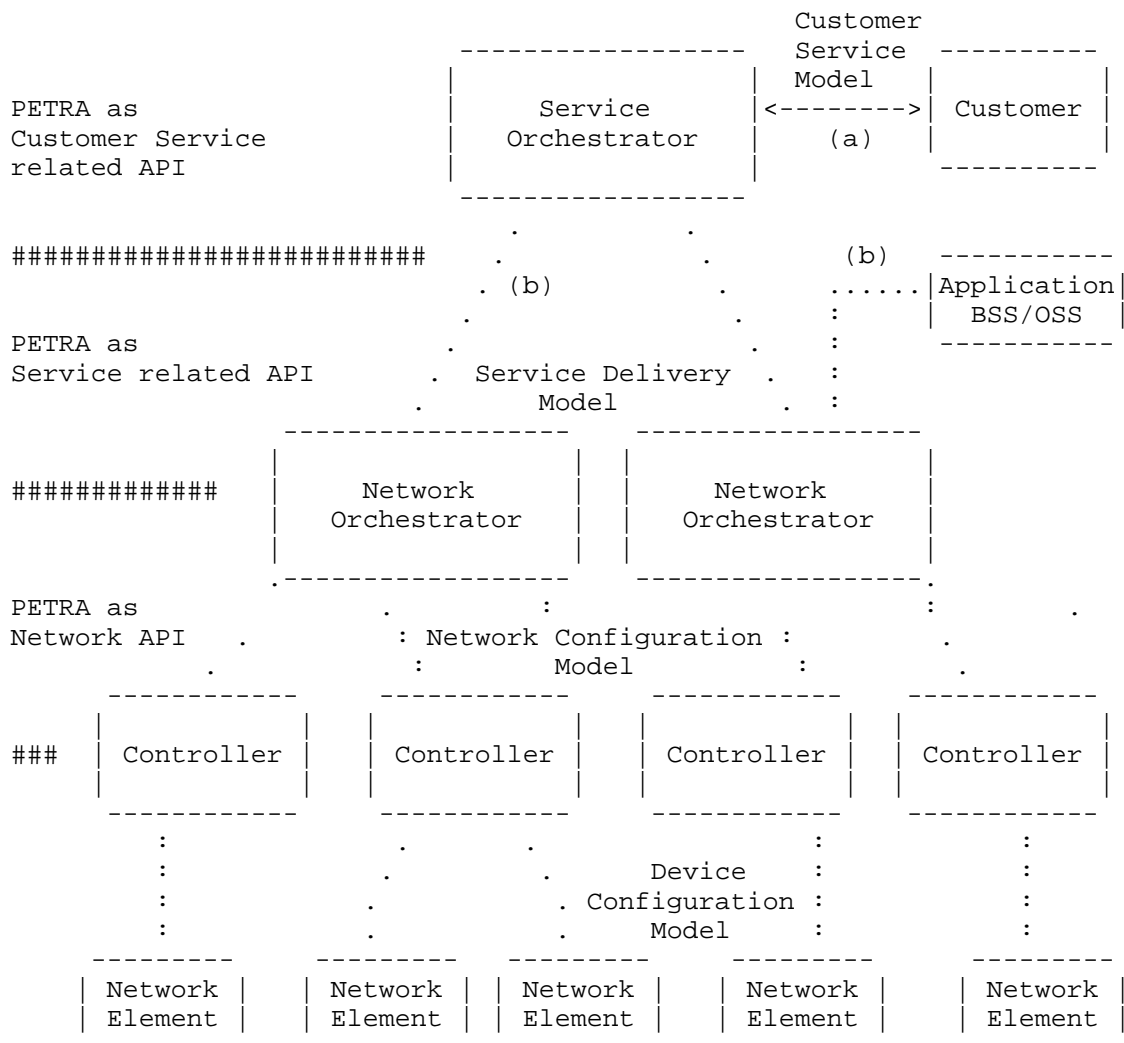 Customer
Service
Model
PETRA as Service <--------> Customer
Customer Service Orchestrator (a)
related API
########################## (b)
(b) Application
BSS/OSS
PETRA as
Service related API Service Delivery
Model
############# Network Network
Orchestrator Orchestrator
PETRA as
Network API Network Configuration
Model
### Controller Controller Controller Controller
Device
Configuration
Model
Network Network Network Network Network
Element Element Element Element Element